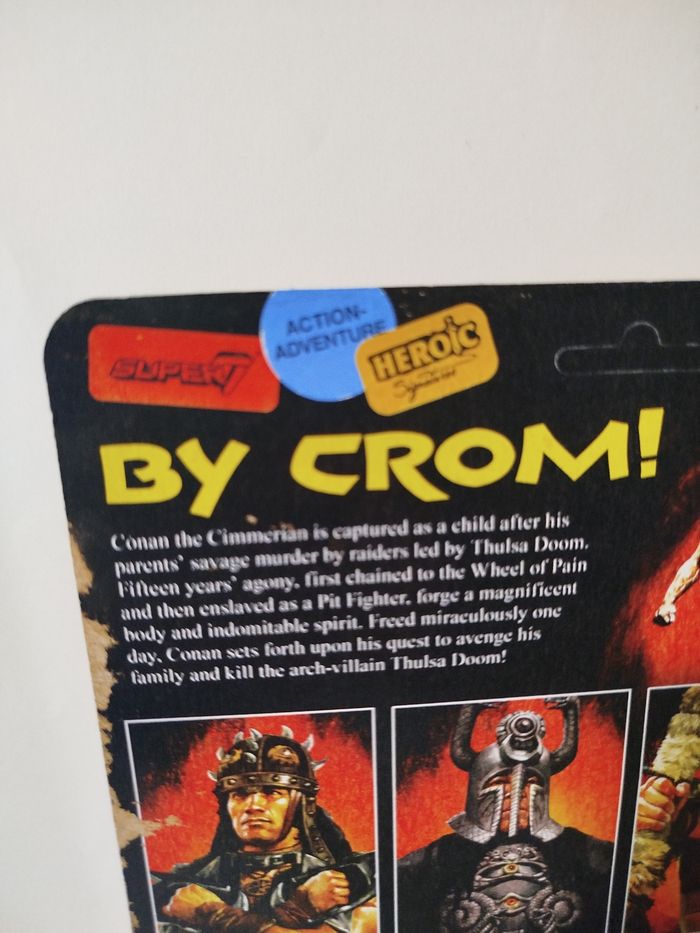 SUPER7
ACTION-
ADVENTURE
HEROIC
Signatures
BY CROM!
Conan the Cimmerian is captured as a child after his
parents' savage murder by raiders led by Thulsa Doom.
Fifteen years' agony, first chained to the Wheel of Pain
and then enslaved as a Pit Fighter, forge a magnificent
body and indomitable spirit. Freed miraculously one
day, Conan sets forth upon his quest to avenge his
family and kill the arch-villain Thulsa Doom!